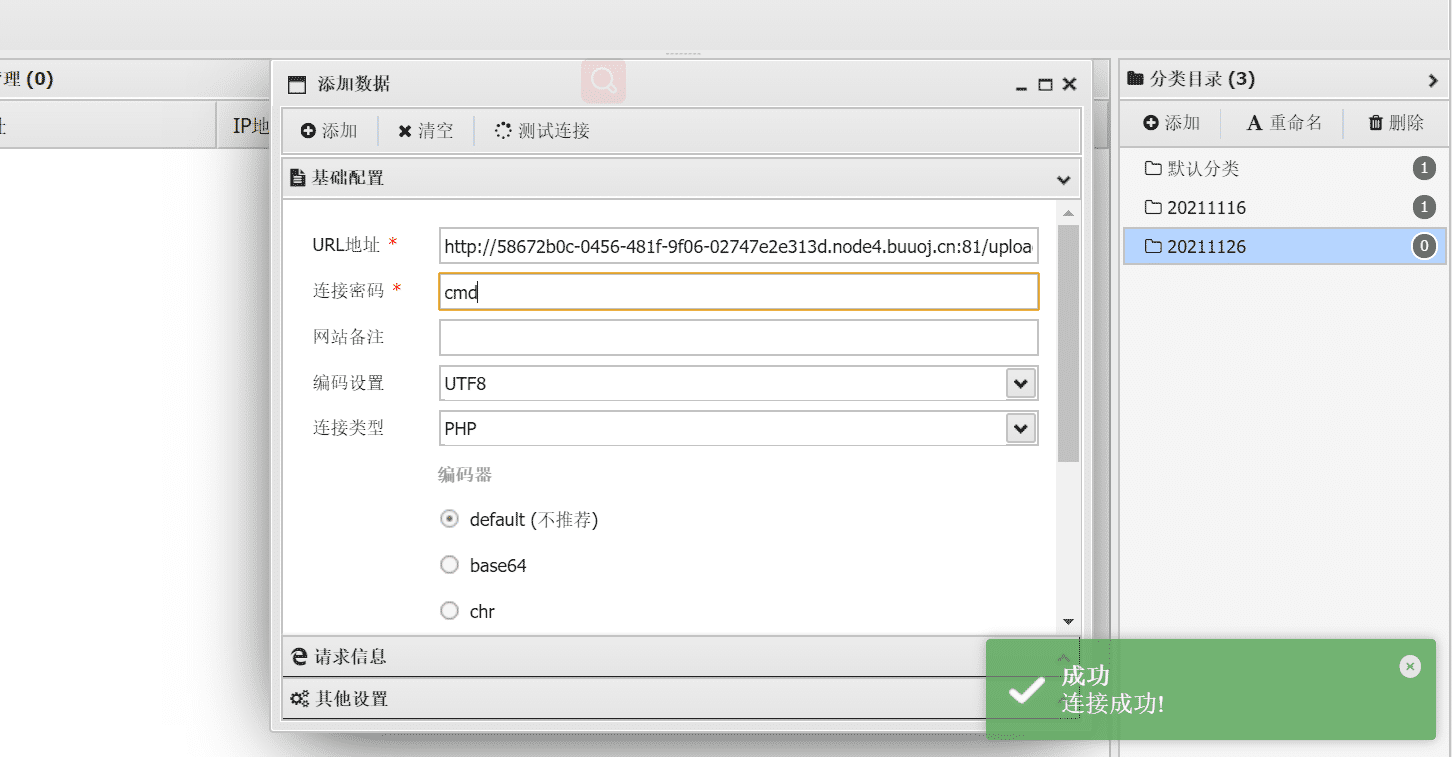 理 (0)
IP地
添加数据
添加 清空 测试连接
基础配置
URL地址 * http://58672b0c-0456-481f-9f06-02747e2e313d.node4.buuoj.cn:81/uploa
连接密码 * cmd
网站备注
编码设置 UTF8
连接类型 PHP
编码器
default (不推荐)
base64
chr
请求信息
其他设置
分类目录 (3)
添加 A 重命名 删除
默认分类 1
20211116 1
20211126 0
成功
连接成功!